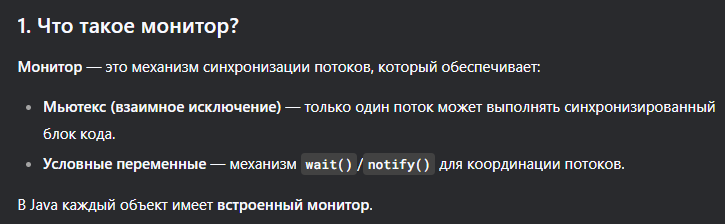 1. Что такое монитор?
Монитор — это механизм синхронизации потоков, который обеспечивает:
• Мьютекс (взаимное исключение) — только один поток может выполнять синхронизированный
блок кода.
• Условные переменные — механизм wait()/notify() для координации потоков.
В Java каждый объект имеет встроенный монитор.